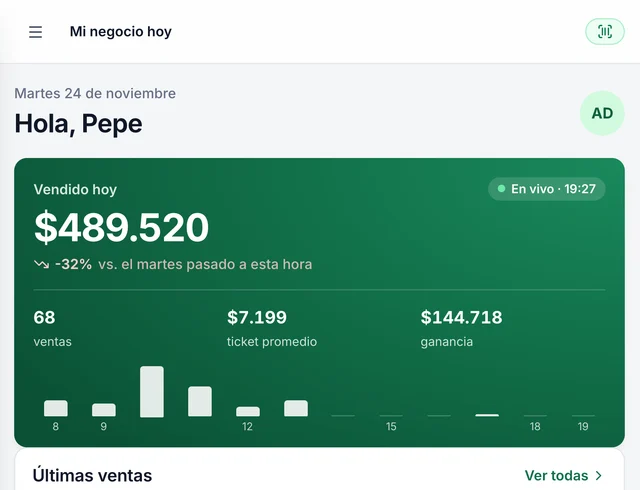 Mi negocio hoy
Martes 24 de noviembre
Hola, Pepe
AD
Vendido hoy
En vivo · 19:27
$489.520
-32% vs. el martes pasado a esta hora
68
$7.199
$144.718
ventas
ticket promedio
ganancia
8 9 12 15 18 19
Últimas ventas
Ver todas